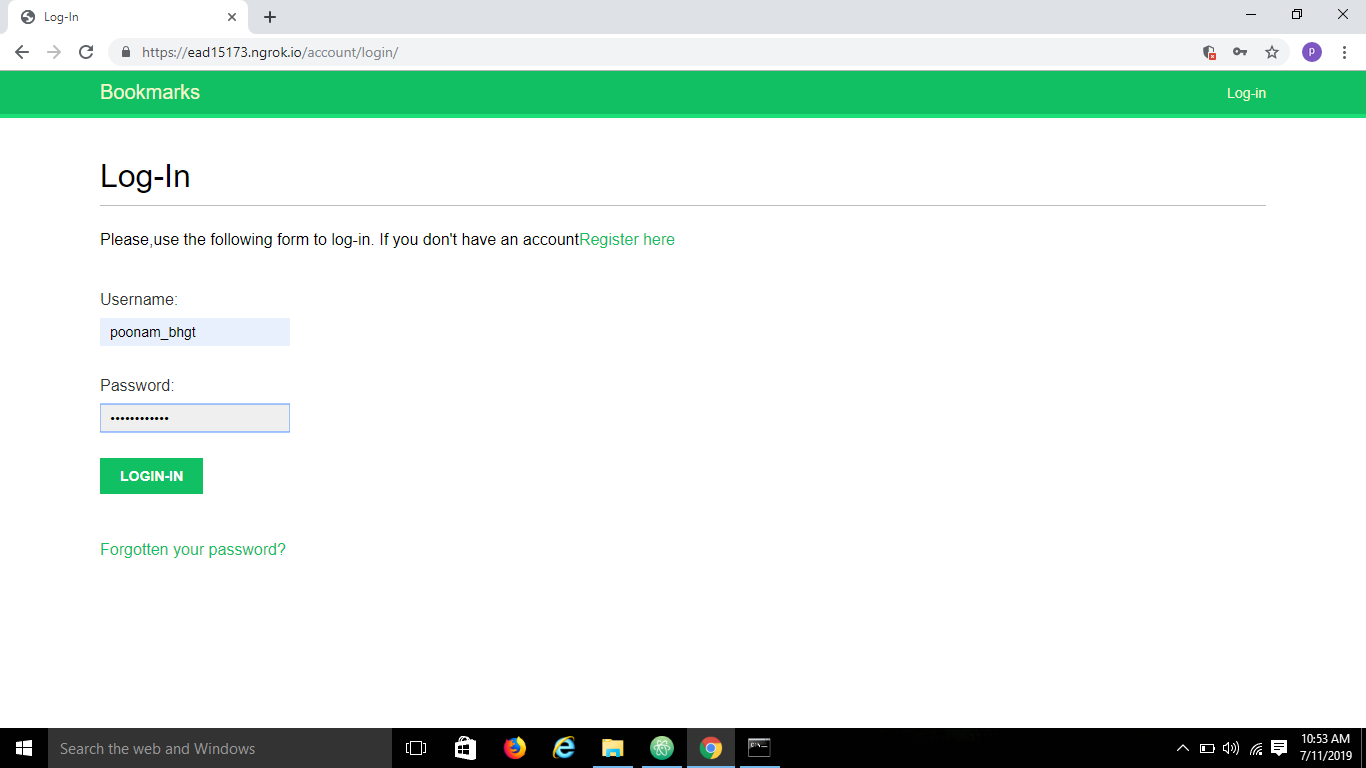 Log-In
https://ead15173.ngrok.io/account/login/
P
Bookmarks
Log-in
Log-In
Please,use the following form to log-in. If you don't have an accountRegister here
Username:
poonam_bhgt
Password:
••••••••••••
LOGIN-IN
Forgotten your password?
Search the web and Windows
10:53 AM
7/11/2019